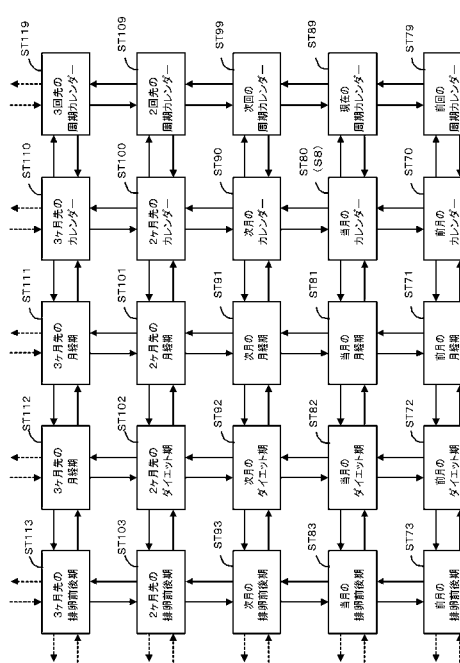 ST113
3ヶ月先の
排卵前後期
ST112
3ヶ月先の
月経期
ST111
3ヶ月先の
月経期
ST110
3ヶ月先の
カレンダー
ST119
3回先の
周期カレンダー
ST103
2ヶ月先の
排卵前後期
ST102
2ヶ月先の
ダイエット期
ST101
2ヶ月先の
月経期
ST100
2ヶ月先の
カレンダー
ST109
2回先の
周期カレンダー
ST93
次月の
排卵前後期
ST92
次月の
ダイエット期
ST91
次月の
月経期
ST90
次月の
カレンダー
ST99
次回の
周期カレンダー
ST83
当月の
排卵前後期
ST82
当月の
ダイエット期
ST81
当月の
月経期
ST80
(S8)
当月の
カレンダー
ST89
現在の
周期カレンダー
ST73
前月の
排卵前後期
ST72
前月の
ダイエット期
ST71
前月の
月経期
ST70
前月の
カレンダー
ST79
前回の
周期カレンダー